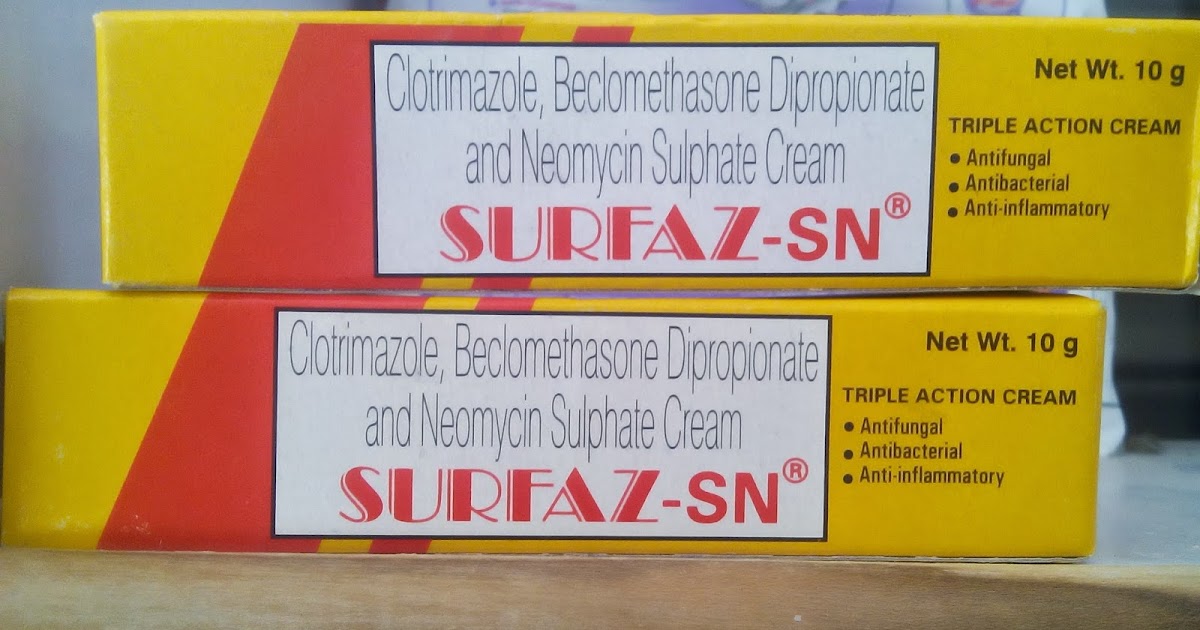 Clotrimazole, Beclomethasone Dipropionate
and Neomycin Sulphate Cream
SURFAZ-SN®
Net Wt. 10 g
TRIPLE ACTION CREAM
• Antifungal
• Antibacterial
• Anti-inflammatory
Clotrimazole, Beclomethasone Dipropionate
and Neomycin Sulphate Cream
SURFAZ-SN®
Net Wt. 10 g
TRIPLE ACTION CREAM
• Antifungal
• Antibacterial
• Anti-inflammatory